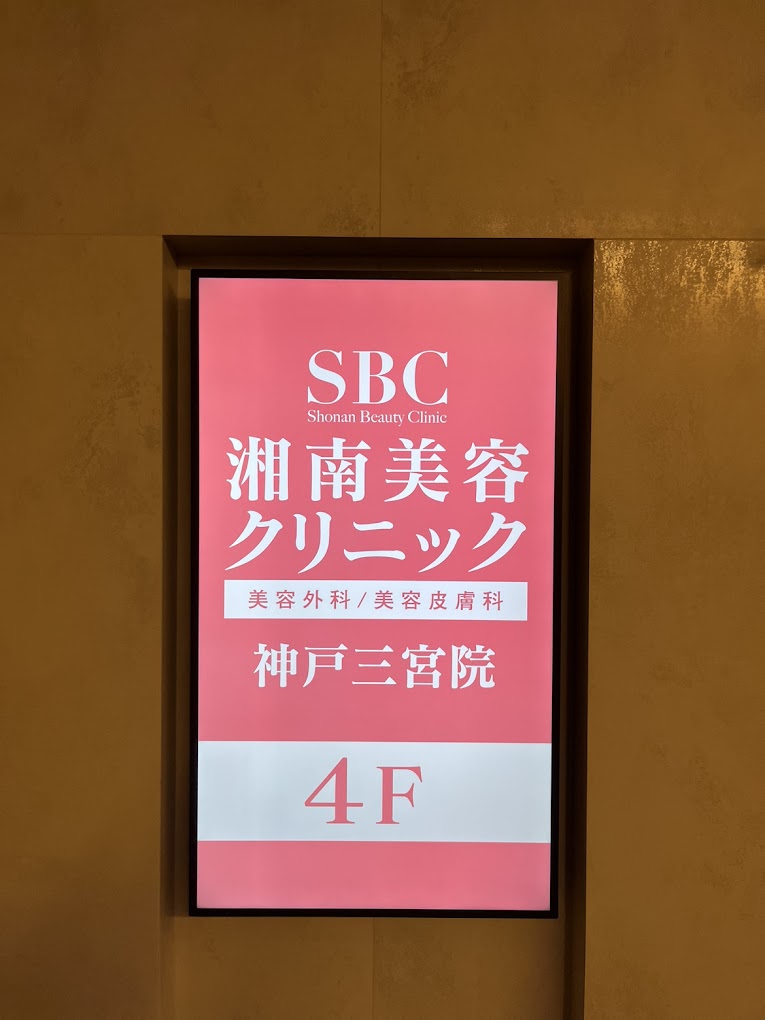 SBC
Shonan Beauty Clinic
湘南美容
クリニック
美容外科/美容皮膚科
神戸三宮院
4F